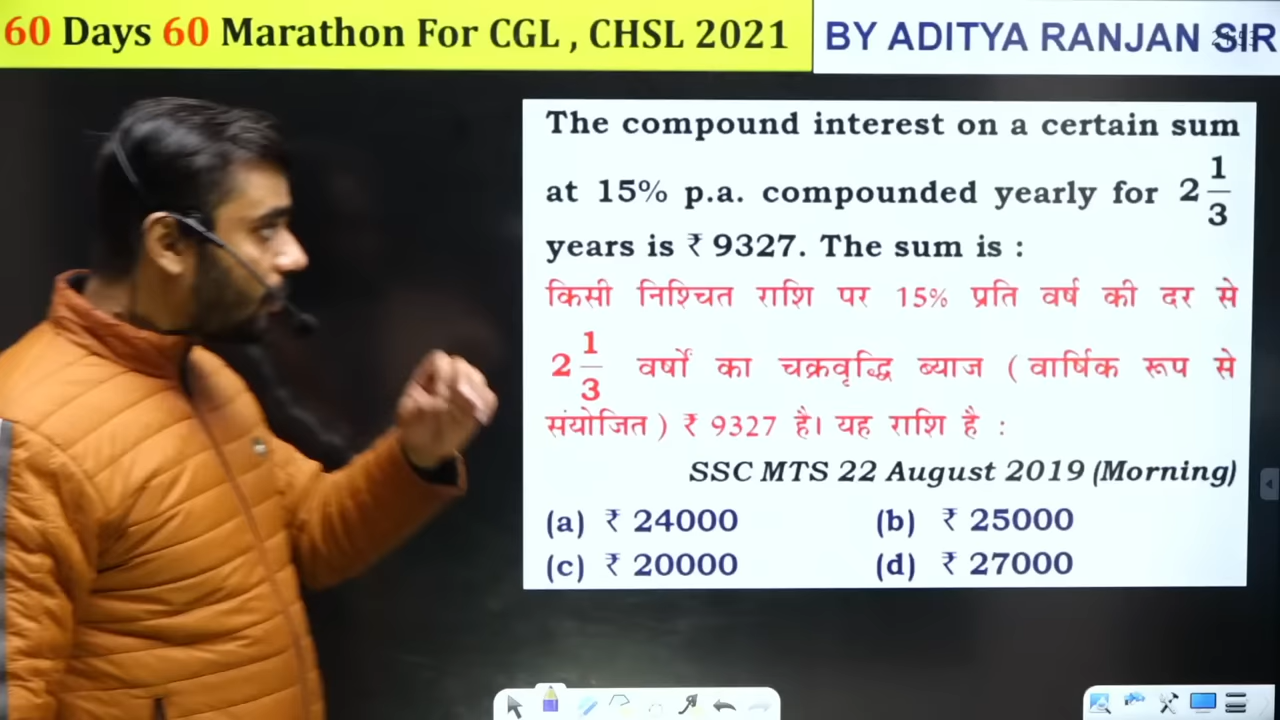 60 Days 60 Marathon For CGL , CHSL 2021
BY ADITYA RANJAN SIR
The compound interest on a certain sum
at 15% p.a. compounded yearly for 2 1/3
years is ₹ 9327. The sum is :
किसी निश्चित राशि पर 15% प्रति वर्ष की दर से
2 1/3 वर्षों का चक्रवृद्धि ब्याज ( वार्षिक रूप से
संयोजित ) ₹ 9327 है। यह राशि है :
SSC MTS 22 August 2019 (Morning)
(a) ₹ 24000 (b) ₹ 25000
(c) ₹ 20000 (d) ₹ 27000